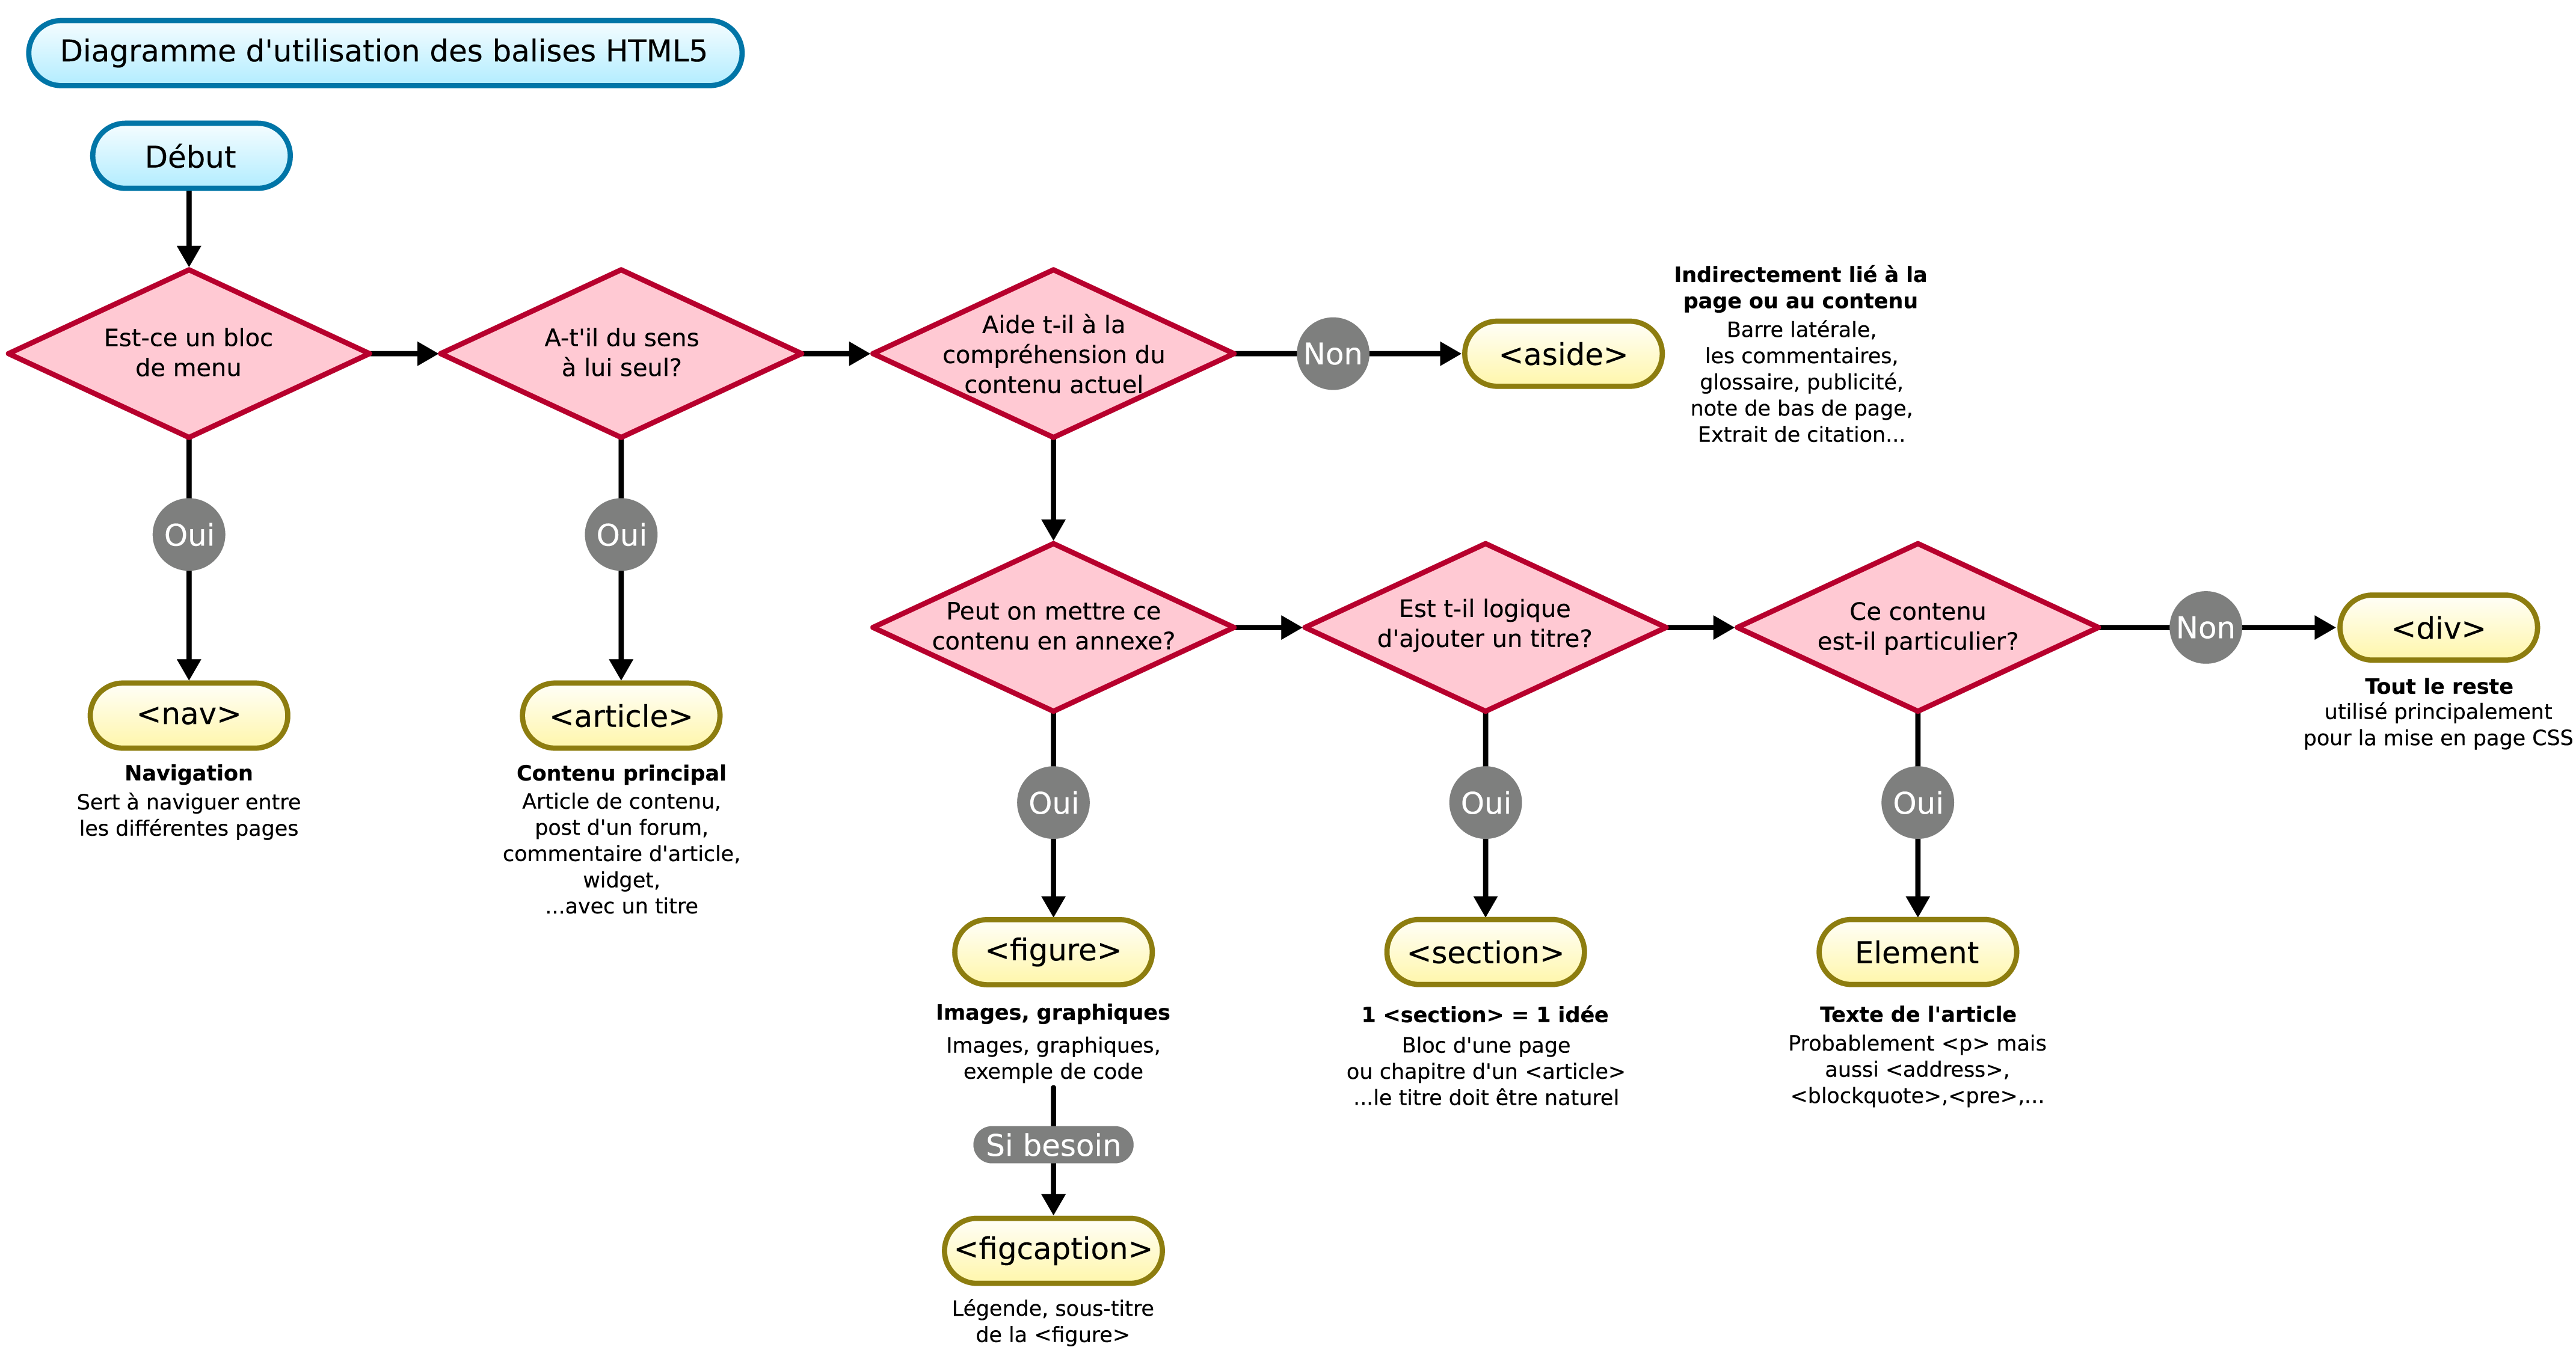 Diagramme d'utilisation des balises HTML5
Début
Est-ce un bloc
de menu
A-t'il du sens
à lui seul?
Aide t-il à la
compréhension du
contenu actuel
Non
<aside>
Indirectement lié à la
page ou au contenu
Barre latérale,
les commentaires,
glossaire, publicité,
note de bas de page,
Extrait de citation...
Oui
Oui
Peut on mettre ce
contenu en annexe?
Est t-il logique
d'ajouter un titre?
Ce contenu
est-il particulier?
Non
<div>
Tout le reste
utilisé principalement
pour la mise en page CSS
<nav>
Navigation
Sert à naviguer entre
les différentes pages
<article>
Contenu principal
Article de contenu,
post d'un forum,
commentaire d'article,
widget,
...avec un titre
Oui
Oui
Oui
<figure>
Images, graphiques
Images, graphiques,
exemple de code
<section>
1 <section> = 1 idée
Bloc d'une page
ou chapitre d'un <article>
...le titre doit être naturel
Element
Texte de l'article
Probablement <p> mais
aussi <address>,
<blockquote>,<pre>,...
Si besoin
<figcaption>
Légende, sous-titre
de la <figure>